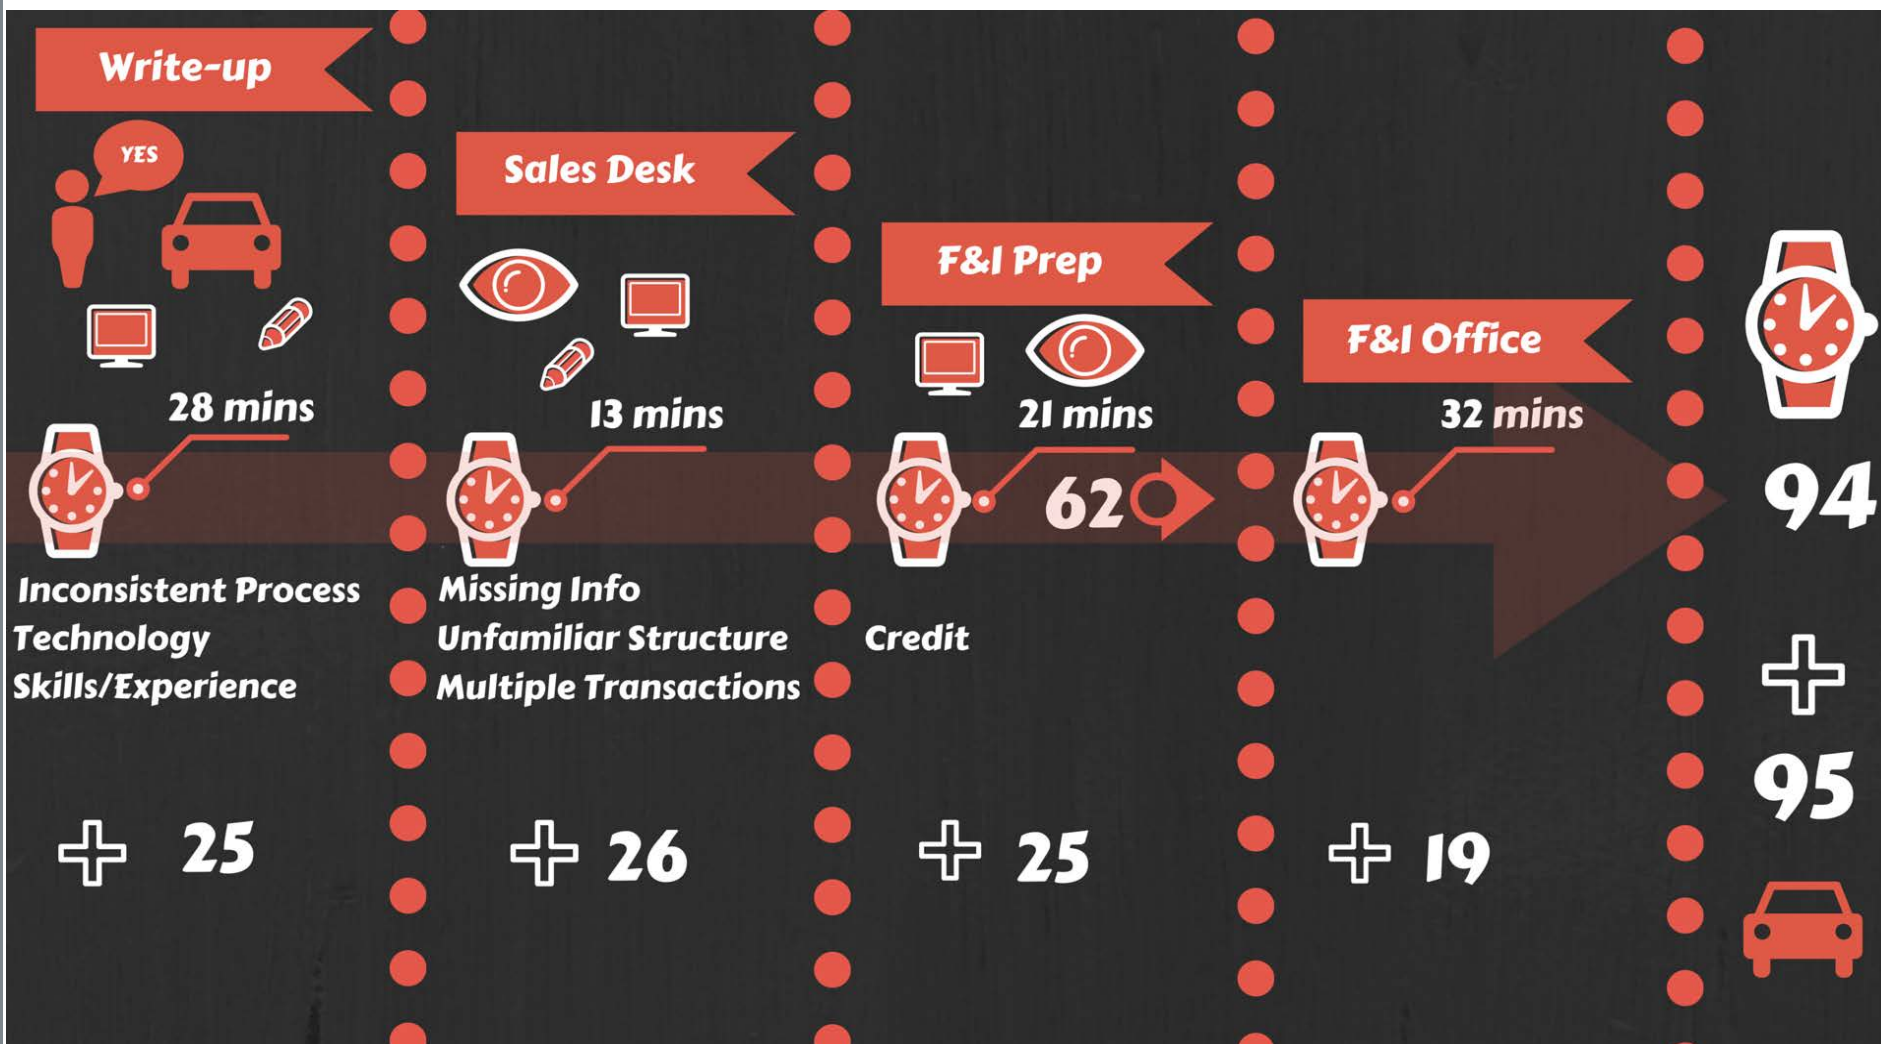 Write-up
YES
28 mins
Inconsistent Process
Technology
Skills/Experience
+ 25
Sales Desk
13 mins
Missing Info
Unfamiliar Structure
Multiple Transactions
+ 26
F&I Prep
21 mins
62
Credit
+ 25
F&I Office
32 mins
+ 19
94
+
95